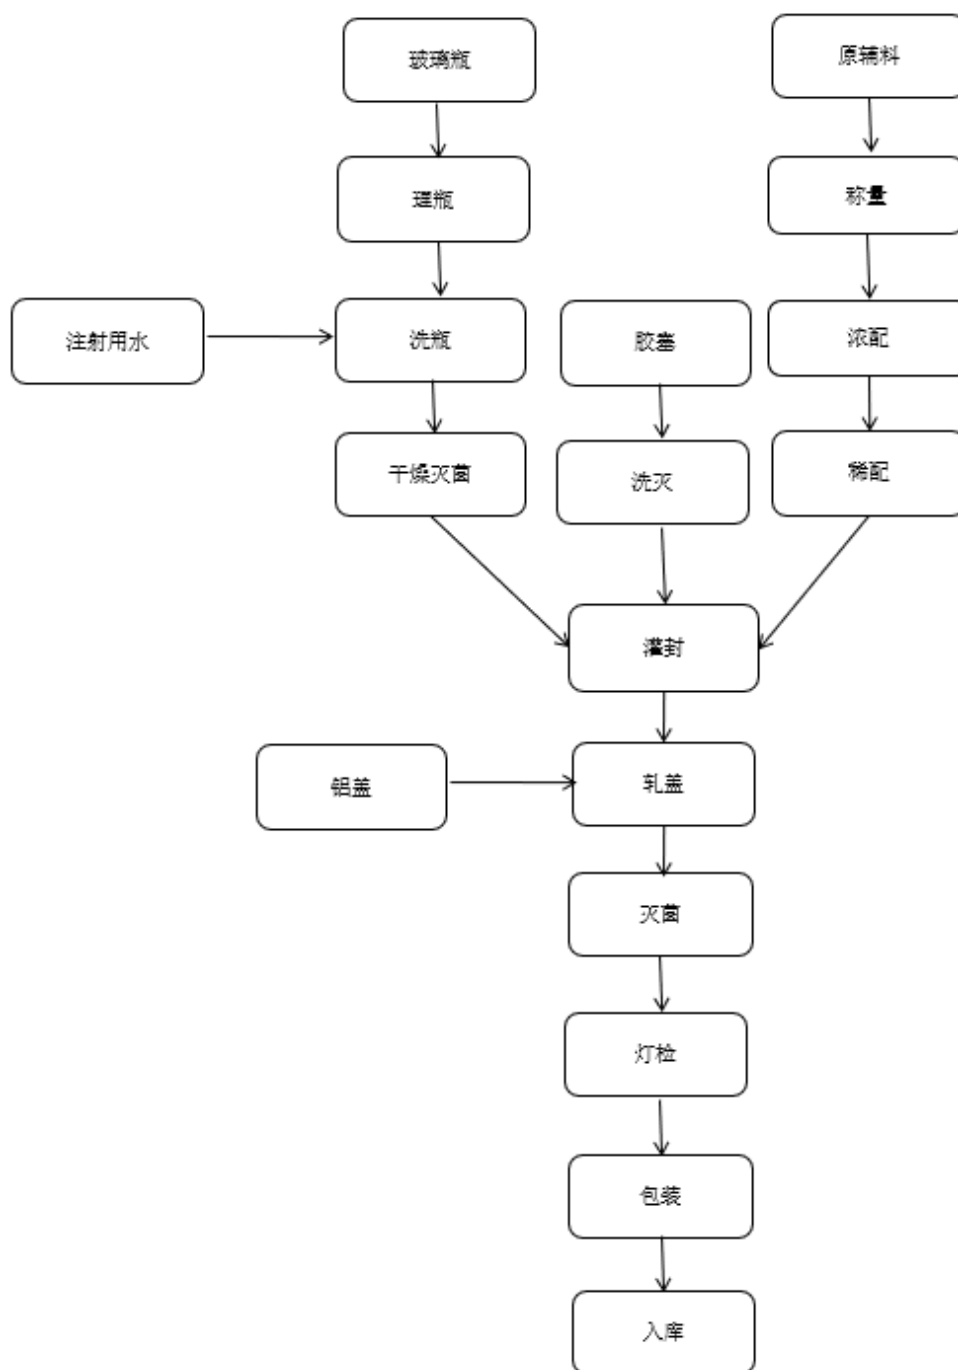 玻璃瓶
原辅料
理瓶
称量
注射用水
洗瓶
胶塞
浓配
干燥灭菌
洗灭
稀配
灌封
铝盖
轧盖
灭菌
灯检
包装
入库